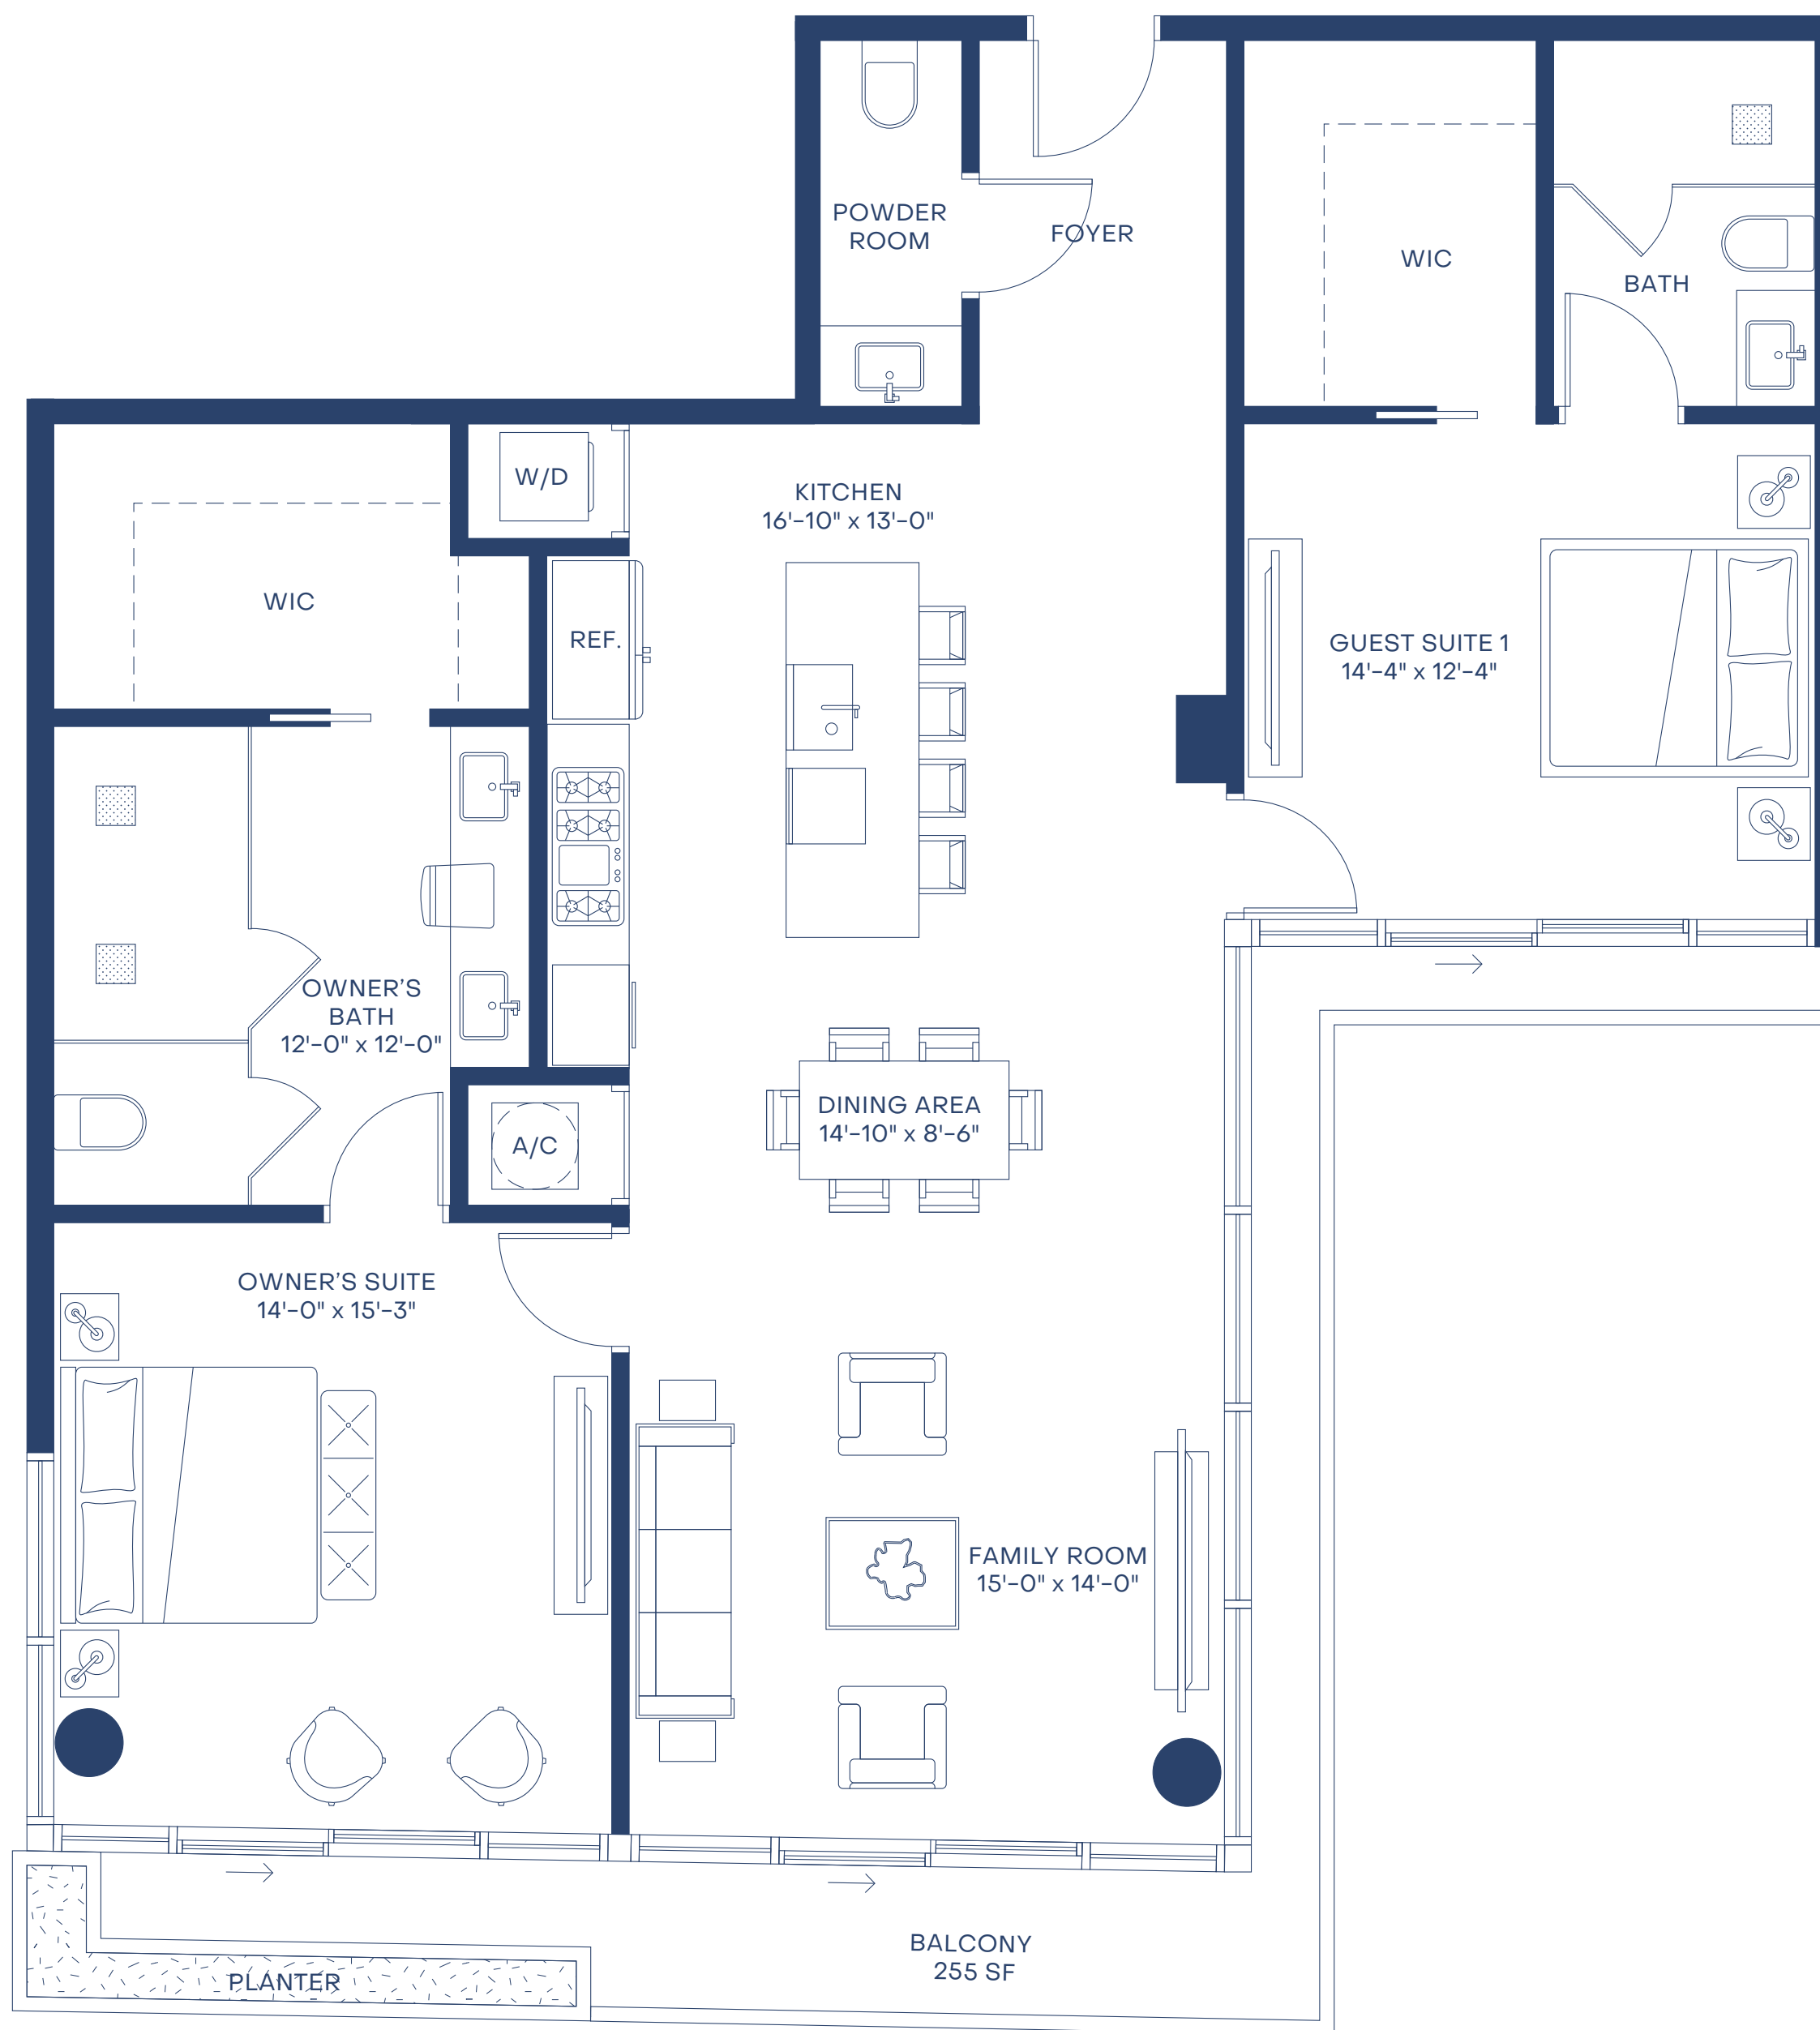 POWDER
ROOM
FOYER
WIC
BATH
W/D
KITCHEN
16'-10" x 13'-0"
WIC
REF.
GUEST SUITE 1
14'-4" x 12'-4"
OWNER'S
BATH
12'-0" x 12'-0"
DINING AREA
14'-10" x 8'-6"
A/C
OWNER'S SUITE
14'-0" x 15'-3"
FAMILY ROOM
15'-0" x 14'-0"
BALCONY
255 SF
PLANTER